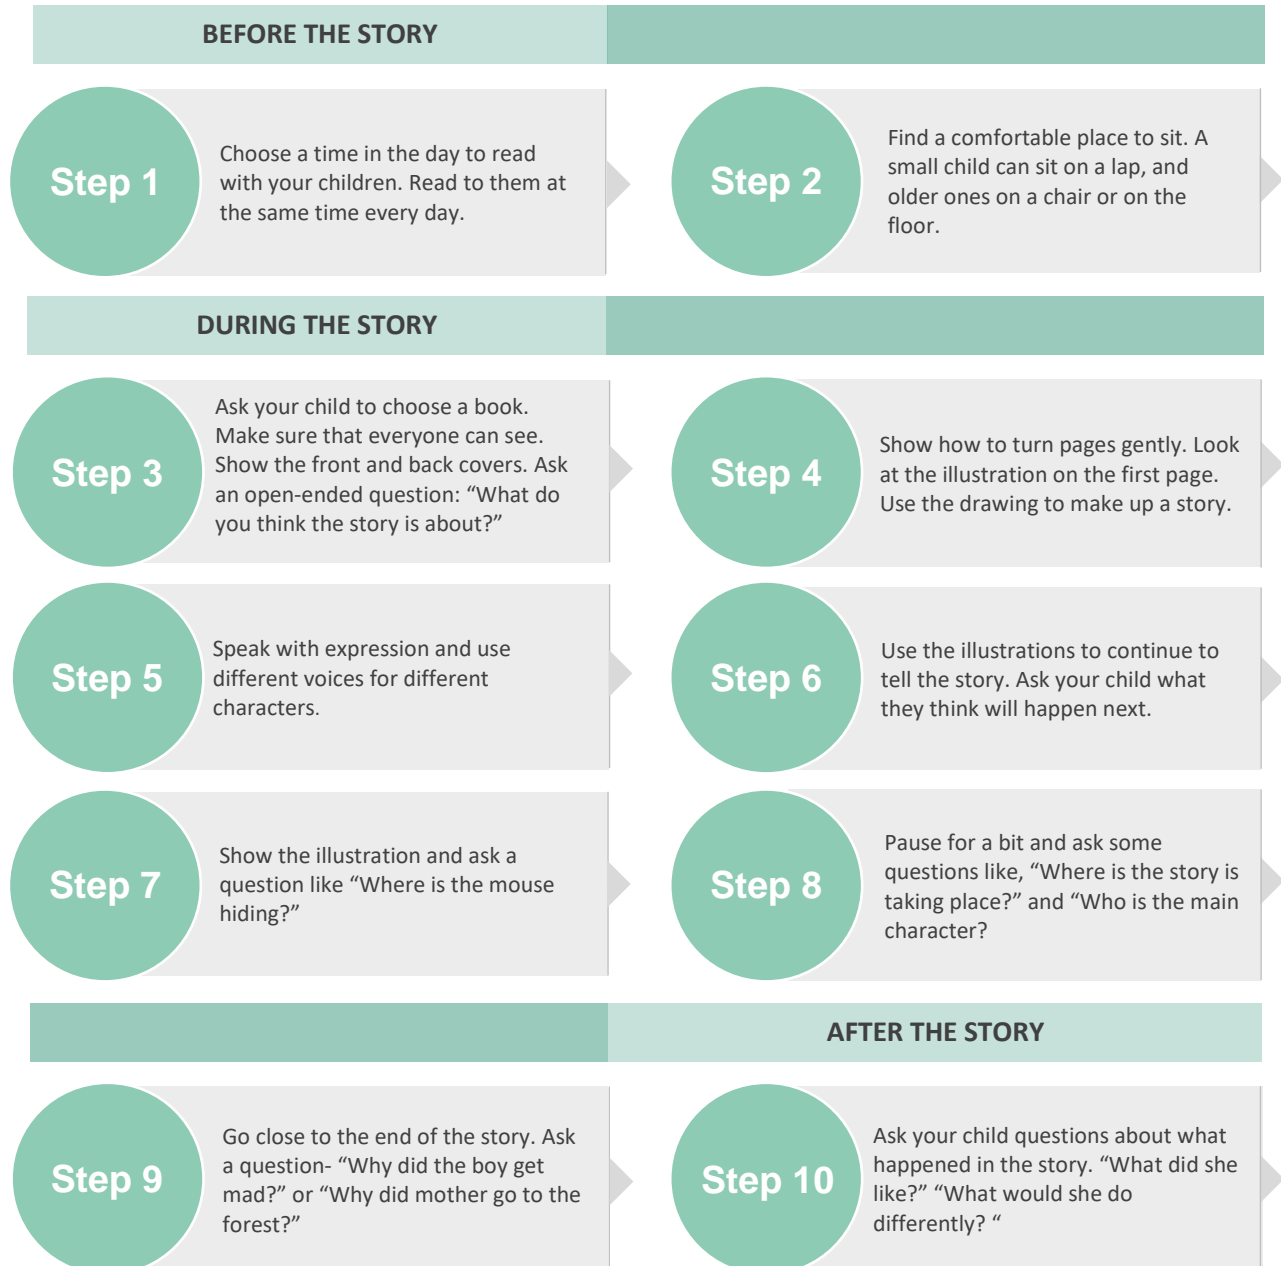 BEFORE THE STORY
Step 1
Choose a time in the day to read
with your children. Read to them at
the same time every day.
Step 2
Find a comfortable place to sit. A
small child can sit on a lap, and
older ones on a chair or on the
floor.
DURING THE STORY
Step 3
Ask your child to choose a book.
Make sure that everyone can see.
Show the front and back covers. Ask
an open-ended question: “What do
you think the story is about?”
Step 4
Show how to turn pages gently. Look
at the illustration on the first page.
Use the drawing to make up a story.
Step 5
Speak with expression and use
different voices for different
characters.
Step 6
Use the illustrations to continue to
tell the story. Ask your child what
they think will happen next.
Step 7
Show the illustration and ask a
question like “Where is the mouse
hiding?”
Step 8
Pause for a bit and ask some
questions like, “Where is the story is
taking place?” and “Who is the main
character?
AFTER THE STORY
Step 9
Go close to the end of the story. Ask
a question- “Why did the boy get
mad?” or “Why did mother go to the
forest?”
Step 10
Ask your child questions about what
happened in the story. “What did she
like?” “What would she do
differently? “